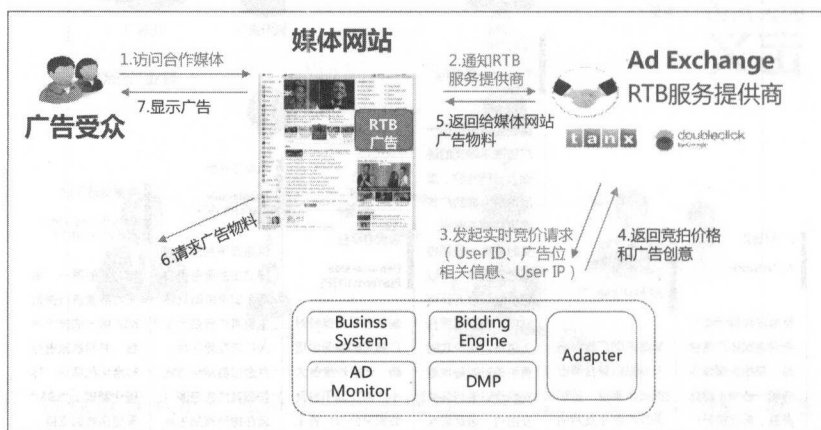 媒体网站
1.访问合作媒体
7.显示广告
广告受众
RTB
广告
2.通知RTB
服务提供商
5.返回给媒体网站
广告物料
Ad Exchange
RTB服务提供商
tanx
doubleclick
by Google
6.请求广告物料
3.发起实时竞价请求
（User ID、广告位
相关信息、User IP）
4.返回竞拍价格
和广告创意
Businss
System
Bidding
Engine
AD
Monitor
DMP
Adapter